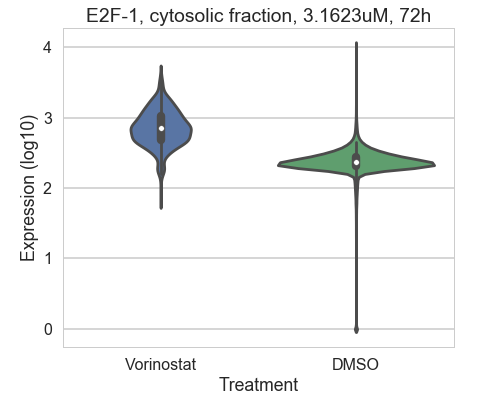 E2F-1, cytosolic fraction, 3.1623uM, 72h
Expression (log10)
4
3
2
1
0
Vorinostat
DMSO
Treatment